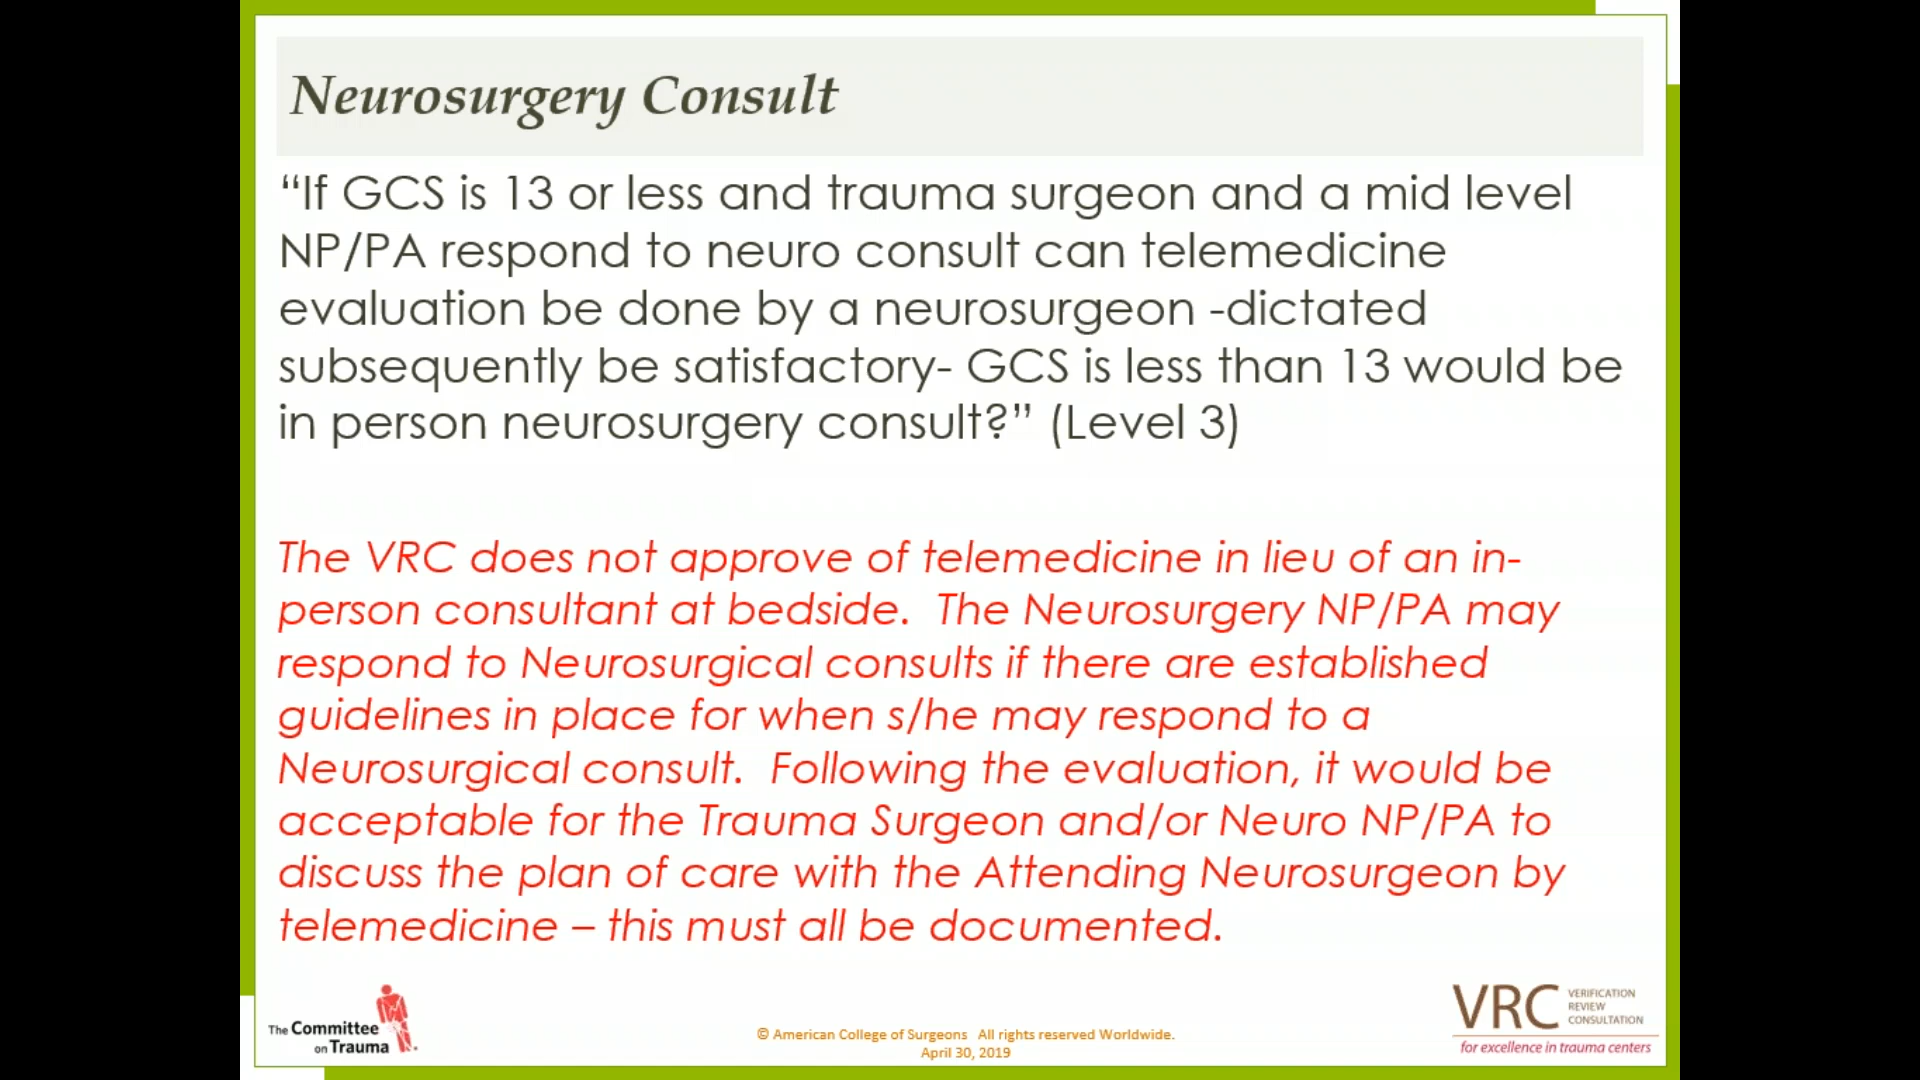 Neurosurgery Consult
“If GCS is 13 or less and trauma surgeon and a mid level
NP/PA respond to neuro consult can telemedicine
evaluation be done by a neurosurgeon -dictated
subsequently be satisfactory- GCS is less than 13 would be
in person neurosurgery consult?” (Level 3)
The VRC does not approve of telemedicine in lieu of an in-
person consultant at bedside.  The Neurosurgery NP/PA may
respond to Neurosurgical consults if there are established
guidelines in place for when s/he may respond to a
Neurosurgical consult.  Following the evaluation, it would be
acceptable for the Trauma Surgeon and/or Neuro NP/PA to
discuss the plan of care with the Attending Neurosurgeon by
telemedicine – this must all be documented.
The Committee
on Trauma
© American College of Surgeons   All rights reserved Worldwide.
April 30, 2019
VRC
VERIFICATION
REVIEW
CONSULTATION
for excellence in trauma centers